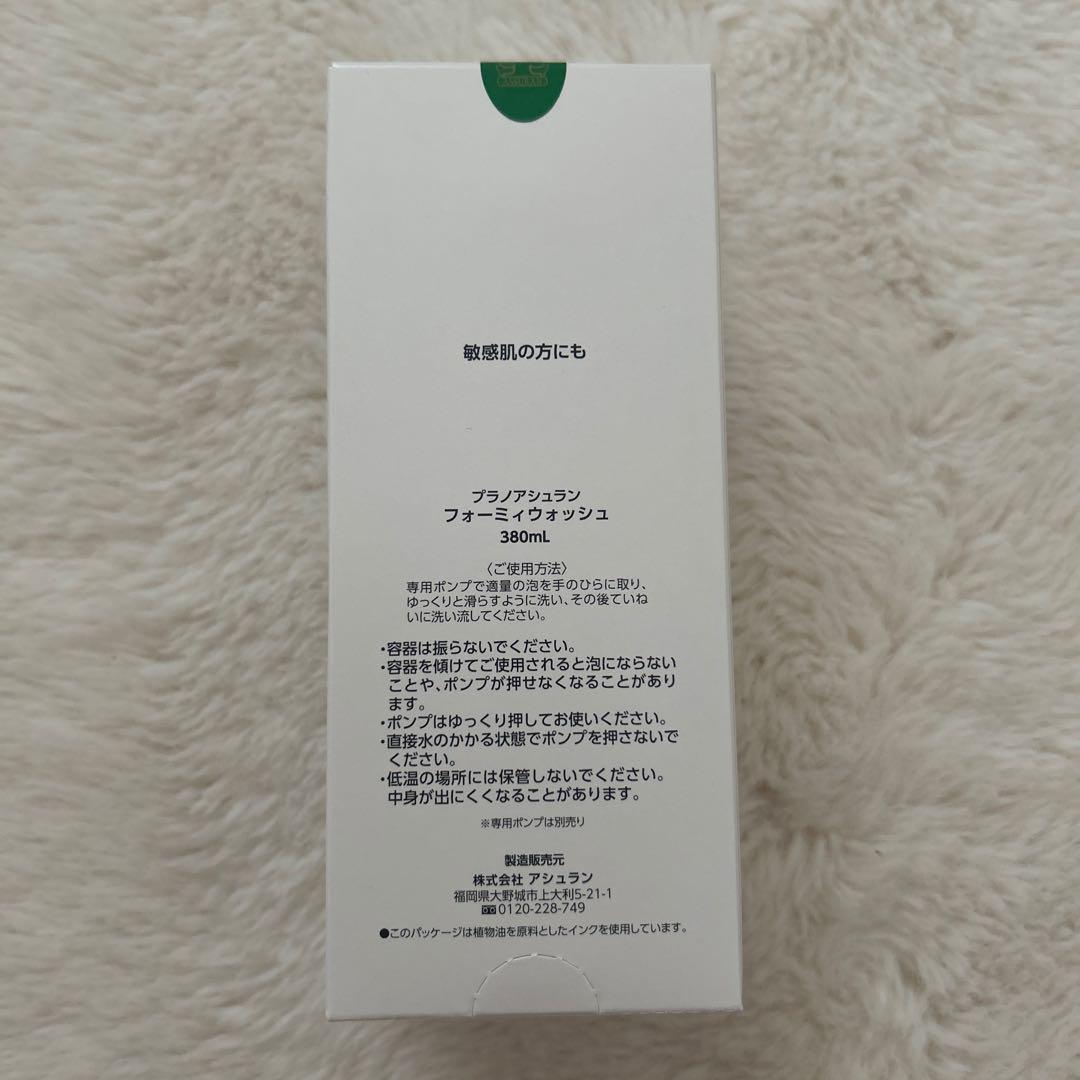 ASSURAN
敏感肌の方にも
プラノアシュラン
フォーミィウォッシュ
380mL
〈ご使用方法〉
専用ポンプで適量の泡を手のひらに取り、
ゆっくりと滑らすように洗い、その後ていね
いに洗い流してください。
・容器は振らないでください。
・容器を傾けてご使用されると泡にならない
ことや、ポンプが押せなくなることがあり
ます。
・ポンプはゆっくり押してお使いください。
・直接水のかかる状態でポンプを押さないで
ください。
・低温の場所には保管しないでください。
中身が出にくくなることがあります。
※専用ポンプは別売り
製造販売元
株式会社 アシュラン
福岡県大野城市上大利5-21-1
0120-228-749
●このパッケージは植物油を原料としたインクを使用しています。